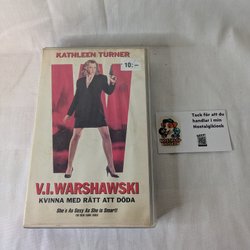 KATHLEEN TURNER
10:-
V.I. WARSHAWSKI
KVINNA MED RÄTT ATT DÖDA
She's As Sexy As She is Smart!
Tack för att du
handlar i min
Nostalgikiosk